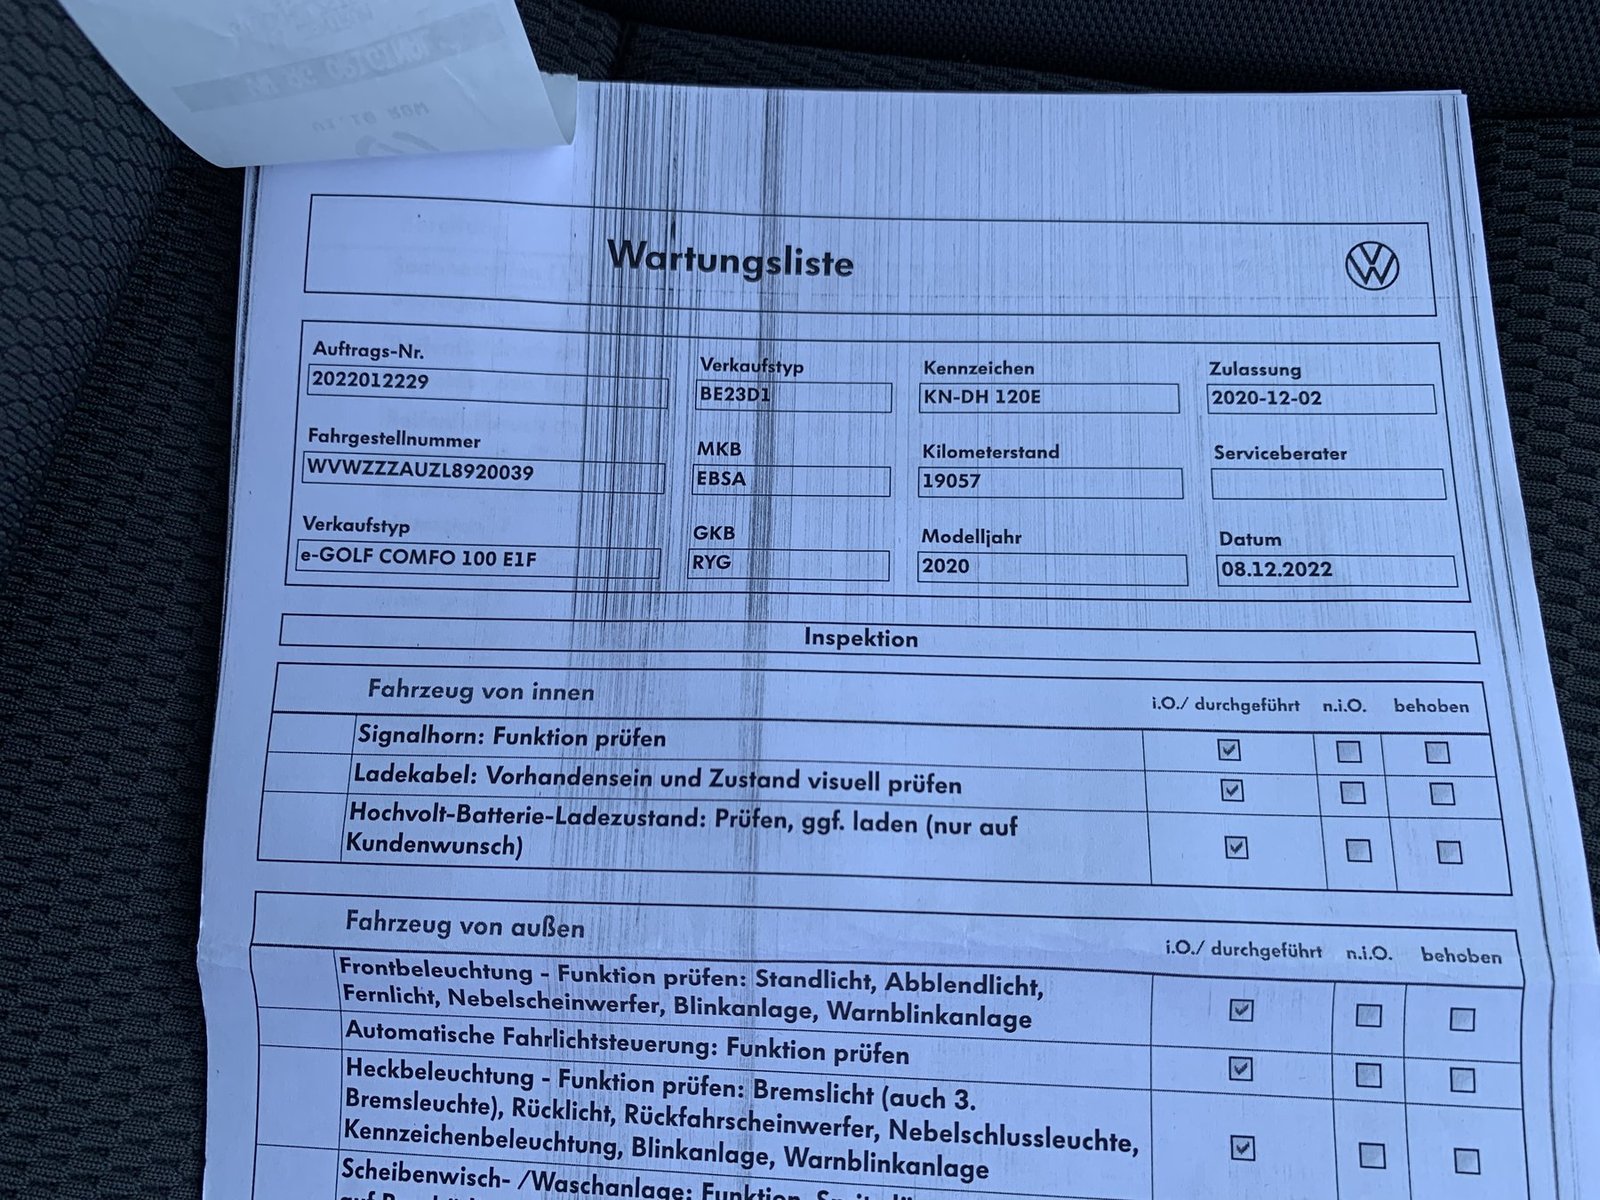 Wartungsliste
Auftrags-Nr.
2022012229
Verkaufstyp
BE23D1
Kennzeichen
KN-DH 120E
Zulassung
2020-12-02
Fahrgestellnummer
WVWZZZAUZL8920039
MKB
EBSA
Kilometerstand
19057
Serviceberater
Verkaufstyp
e-GOLF COMFO 100 E1F
GKB
RYG
Modelljahr
2020
Datum
08.12.2022
Inspektion
Fahrzeug von innen
i.O./ durchgeführt n.i.O. behoben
Signalhorn: Funktion prüfen
Ladekabel: Vorhandensein und Zustand visuell prüfen
Hochvolt-Batterie-Ladezustand: Prüfen, ggf. laden (nur auf
Kundenwunsch)
Fahrzeug von außen
i.O./ durchgeführt n.i.O. behoben
Frontbeleuchtung - Funktion prüfen: Standlicht, Abblendlicht,
Fernlicht, Nebelscheinwerfer, Blinkanlage, Warnblinkanlage
Automatische Fahrlichtsteuerung: Funktion prüfen
Heckbeleuchtung - Funktion prüfen: Bremslicht (auch 3.
Bremsleuchte), Rücklicht, Rückfahrscheinwerfer, Nebelschlussleuchte,
Kennzeichenbeleuchtung, Blinkanlage, Warnblinkanlage
Scheibenwisch- /Waschanlage: Funktion,